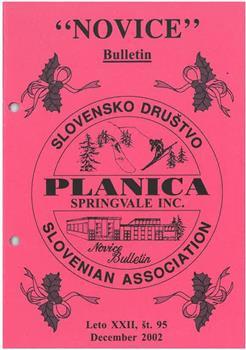 “NOVICE”
Bulletin
SLOVENSKO DRUŠTVO
PLANICA
SPRINGVALE INC.
Novice
Bulletin
SLOVENIAN ASSOCIATION
Leto XXII, št. 95
December 2002